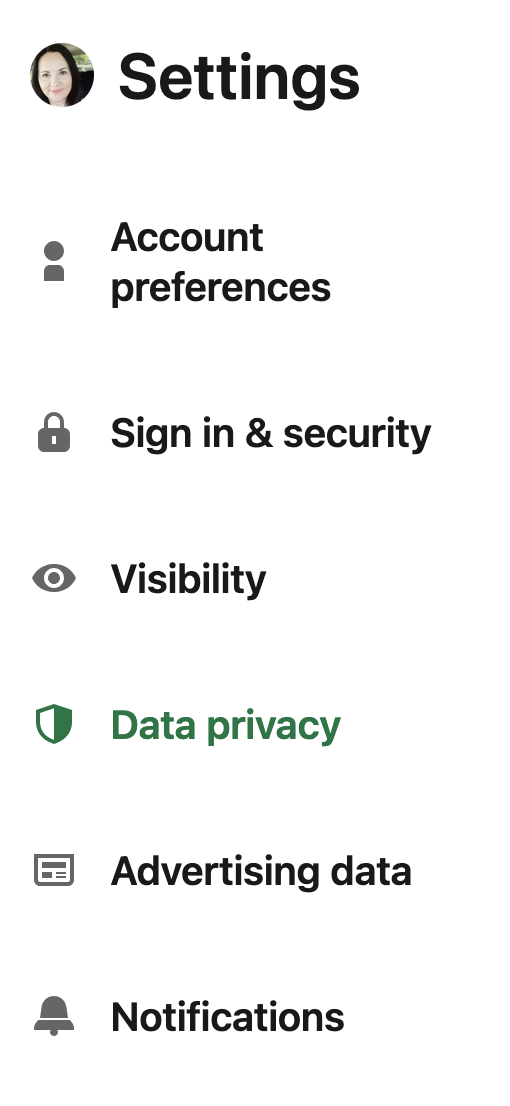 Settings
Account
preferences
Sign in & security
Visibility
Data privacy
Advertising data
Notifications